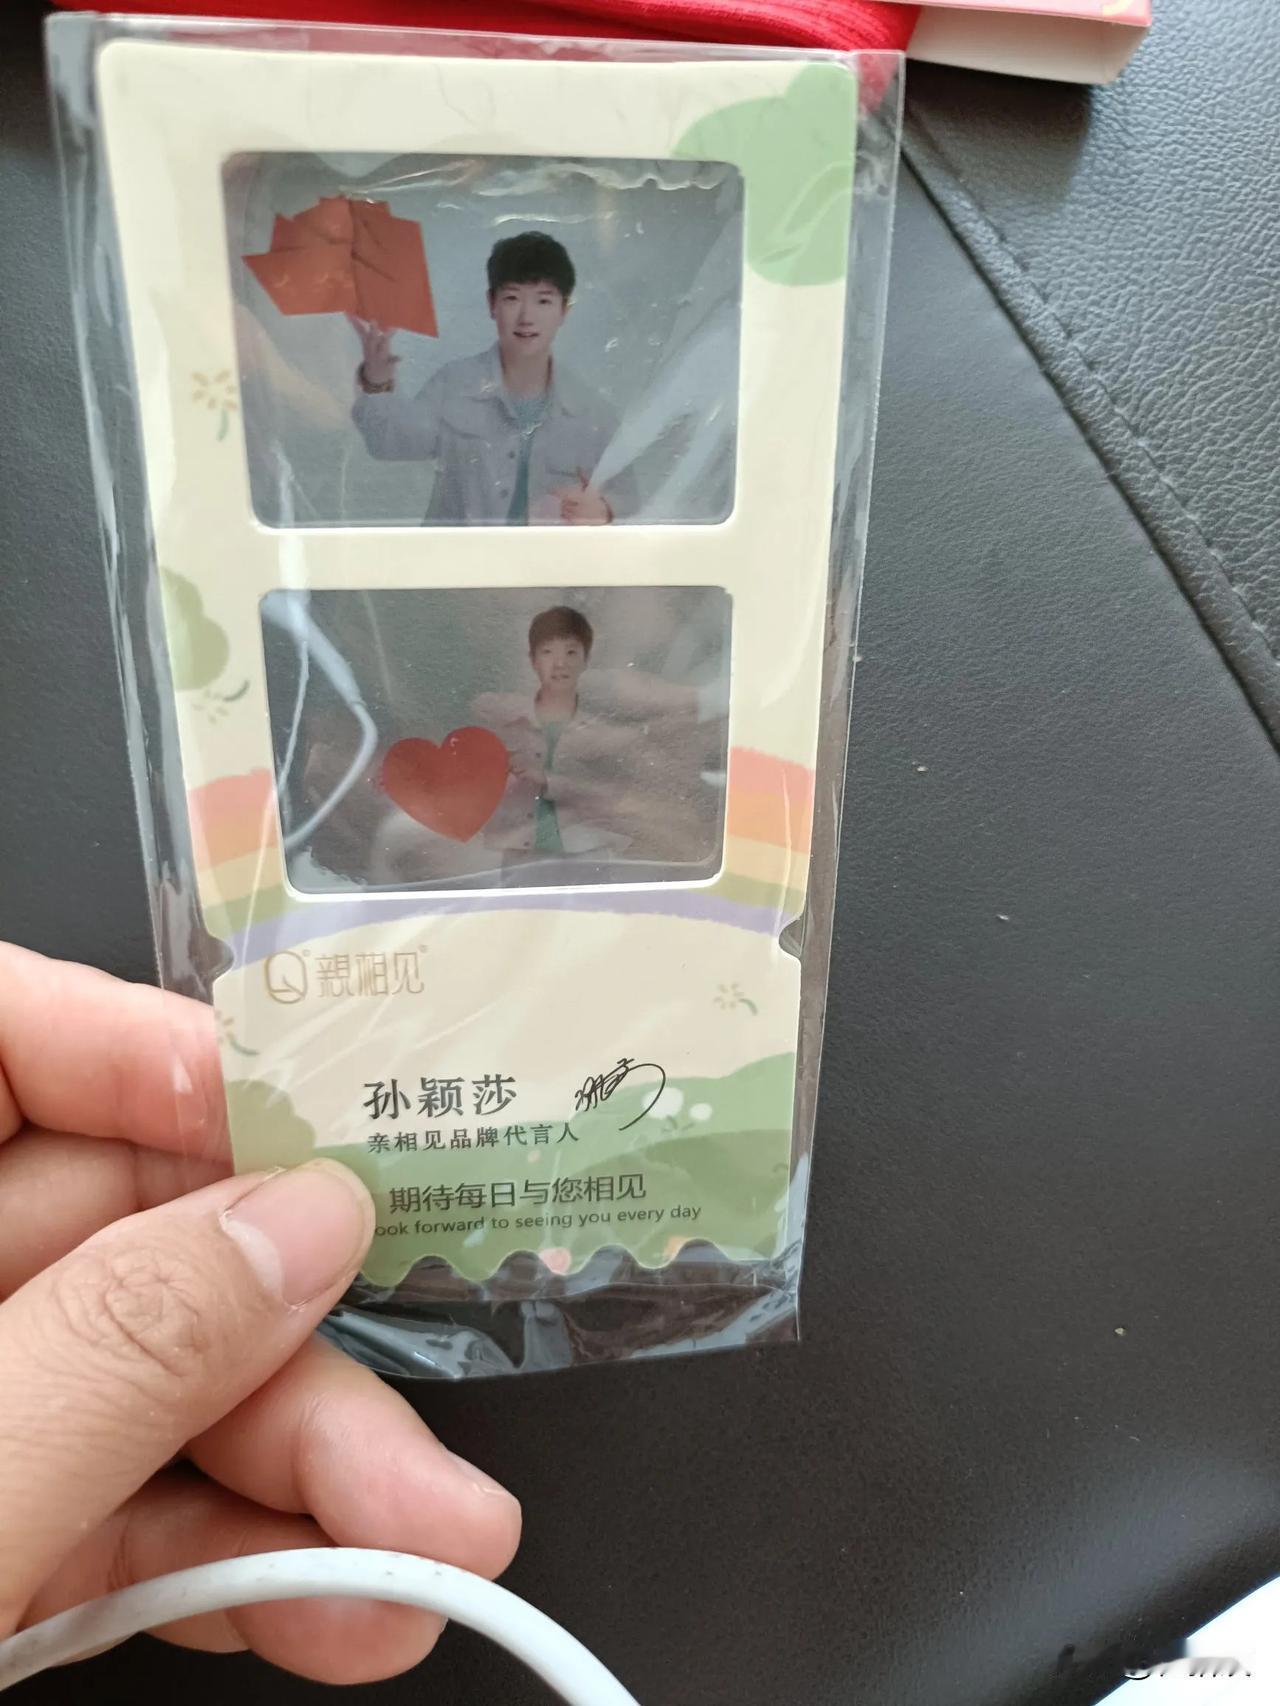 親相见
孙颖莎
亲相见品牌代言人
期待每日与您相见
ook forward to seeing you every day